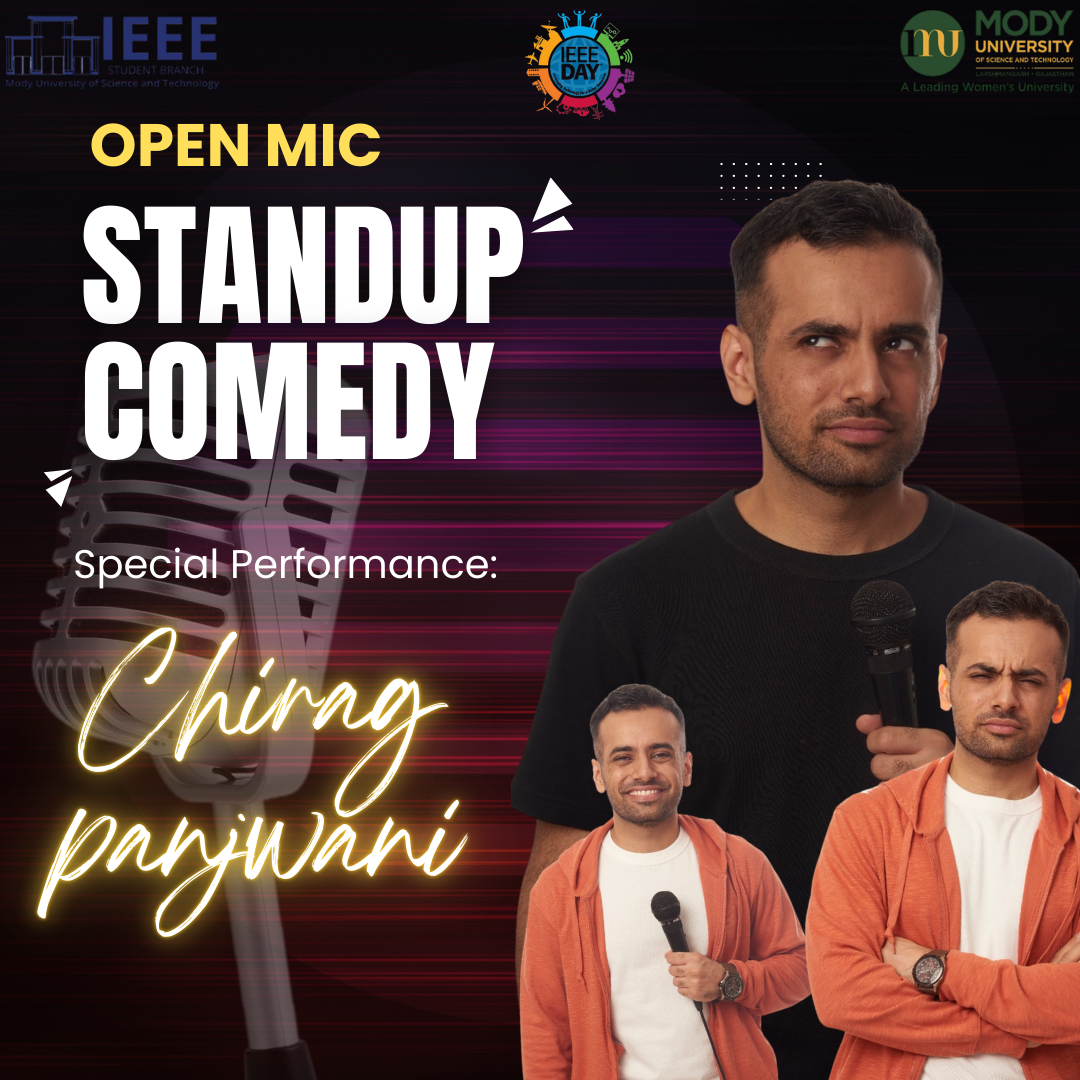 IEEE
STUDENT BRANCH
Mody University of Science and Technology
IEEE
DAY
MU
MODY
UNIVERSITY
OF SCIENCE AND TECHNOLOGY
LAKSHMANGARH • RAJASTHAN
A Leading Women's University
OPEN MIC
STANDUP
COMEDY
Special Performance:
Chirag
panjwani